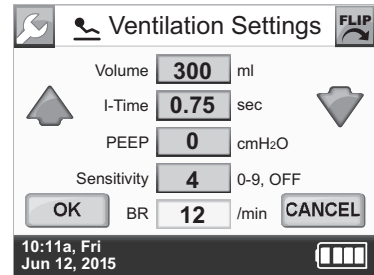 Ventilation Settings FLIP
Volume 300 ml
I-Time 0.75 sec
PEEP 0 cmH2O
Sensitivity 4 0-9, OFF
OK BR 12 /min CANCEL
10:11a, Fri
Jun 12, 2015